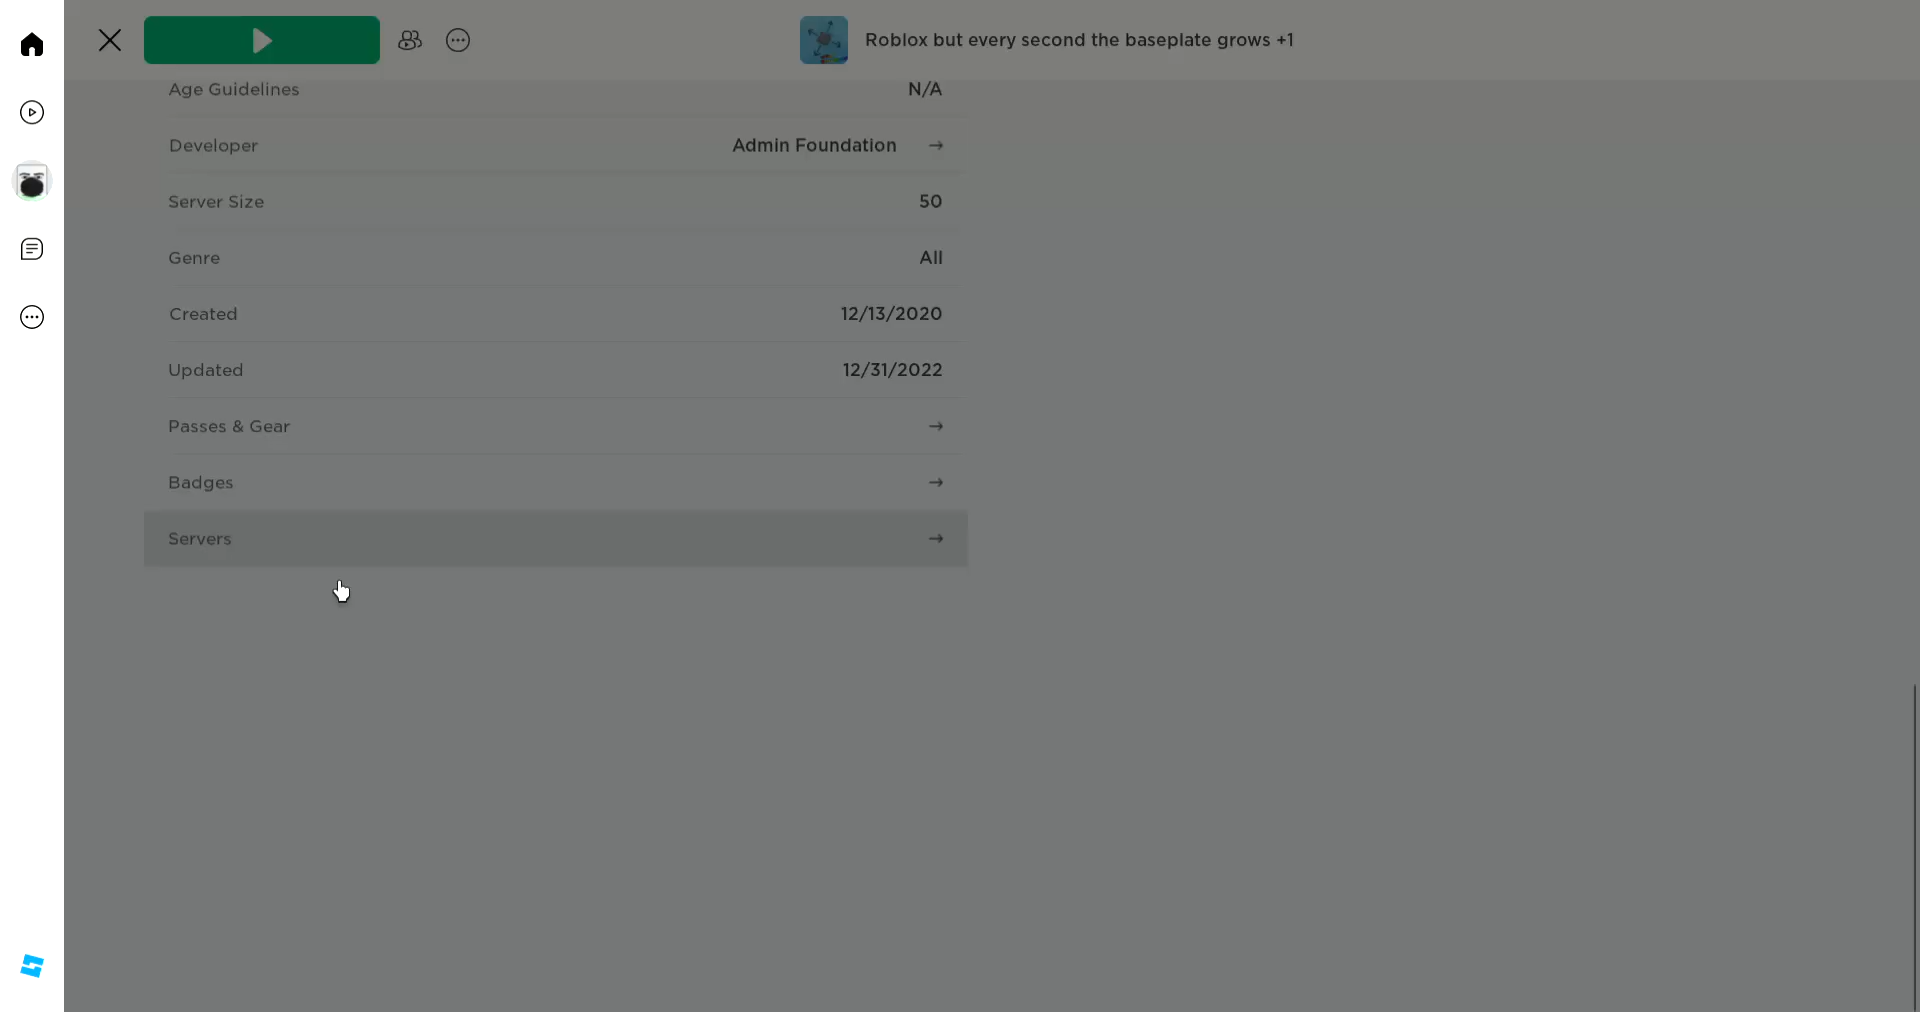 Roblox but every second the baseplate grows +1
Age Guidelines N/A
Developer Admin Foundation →
Server Size 50
Genre All
Created 12/13/2020
Updated 12/31/2022
Passes & Gear →
Badges →
Servers →